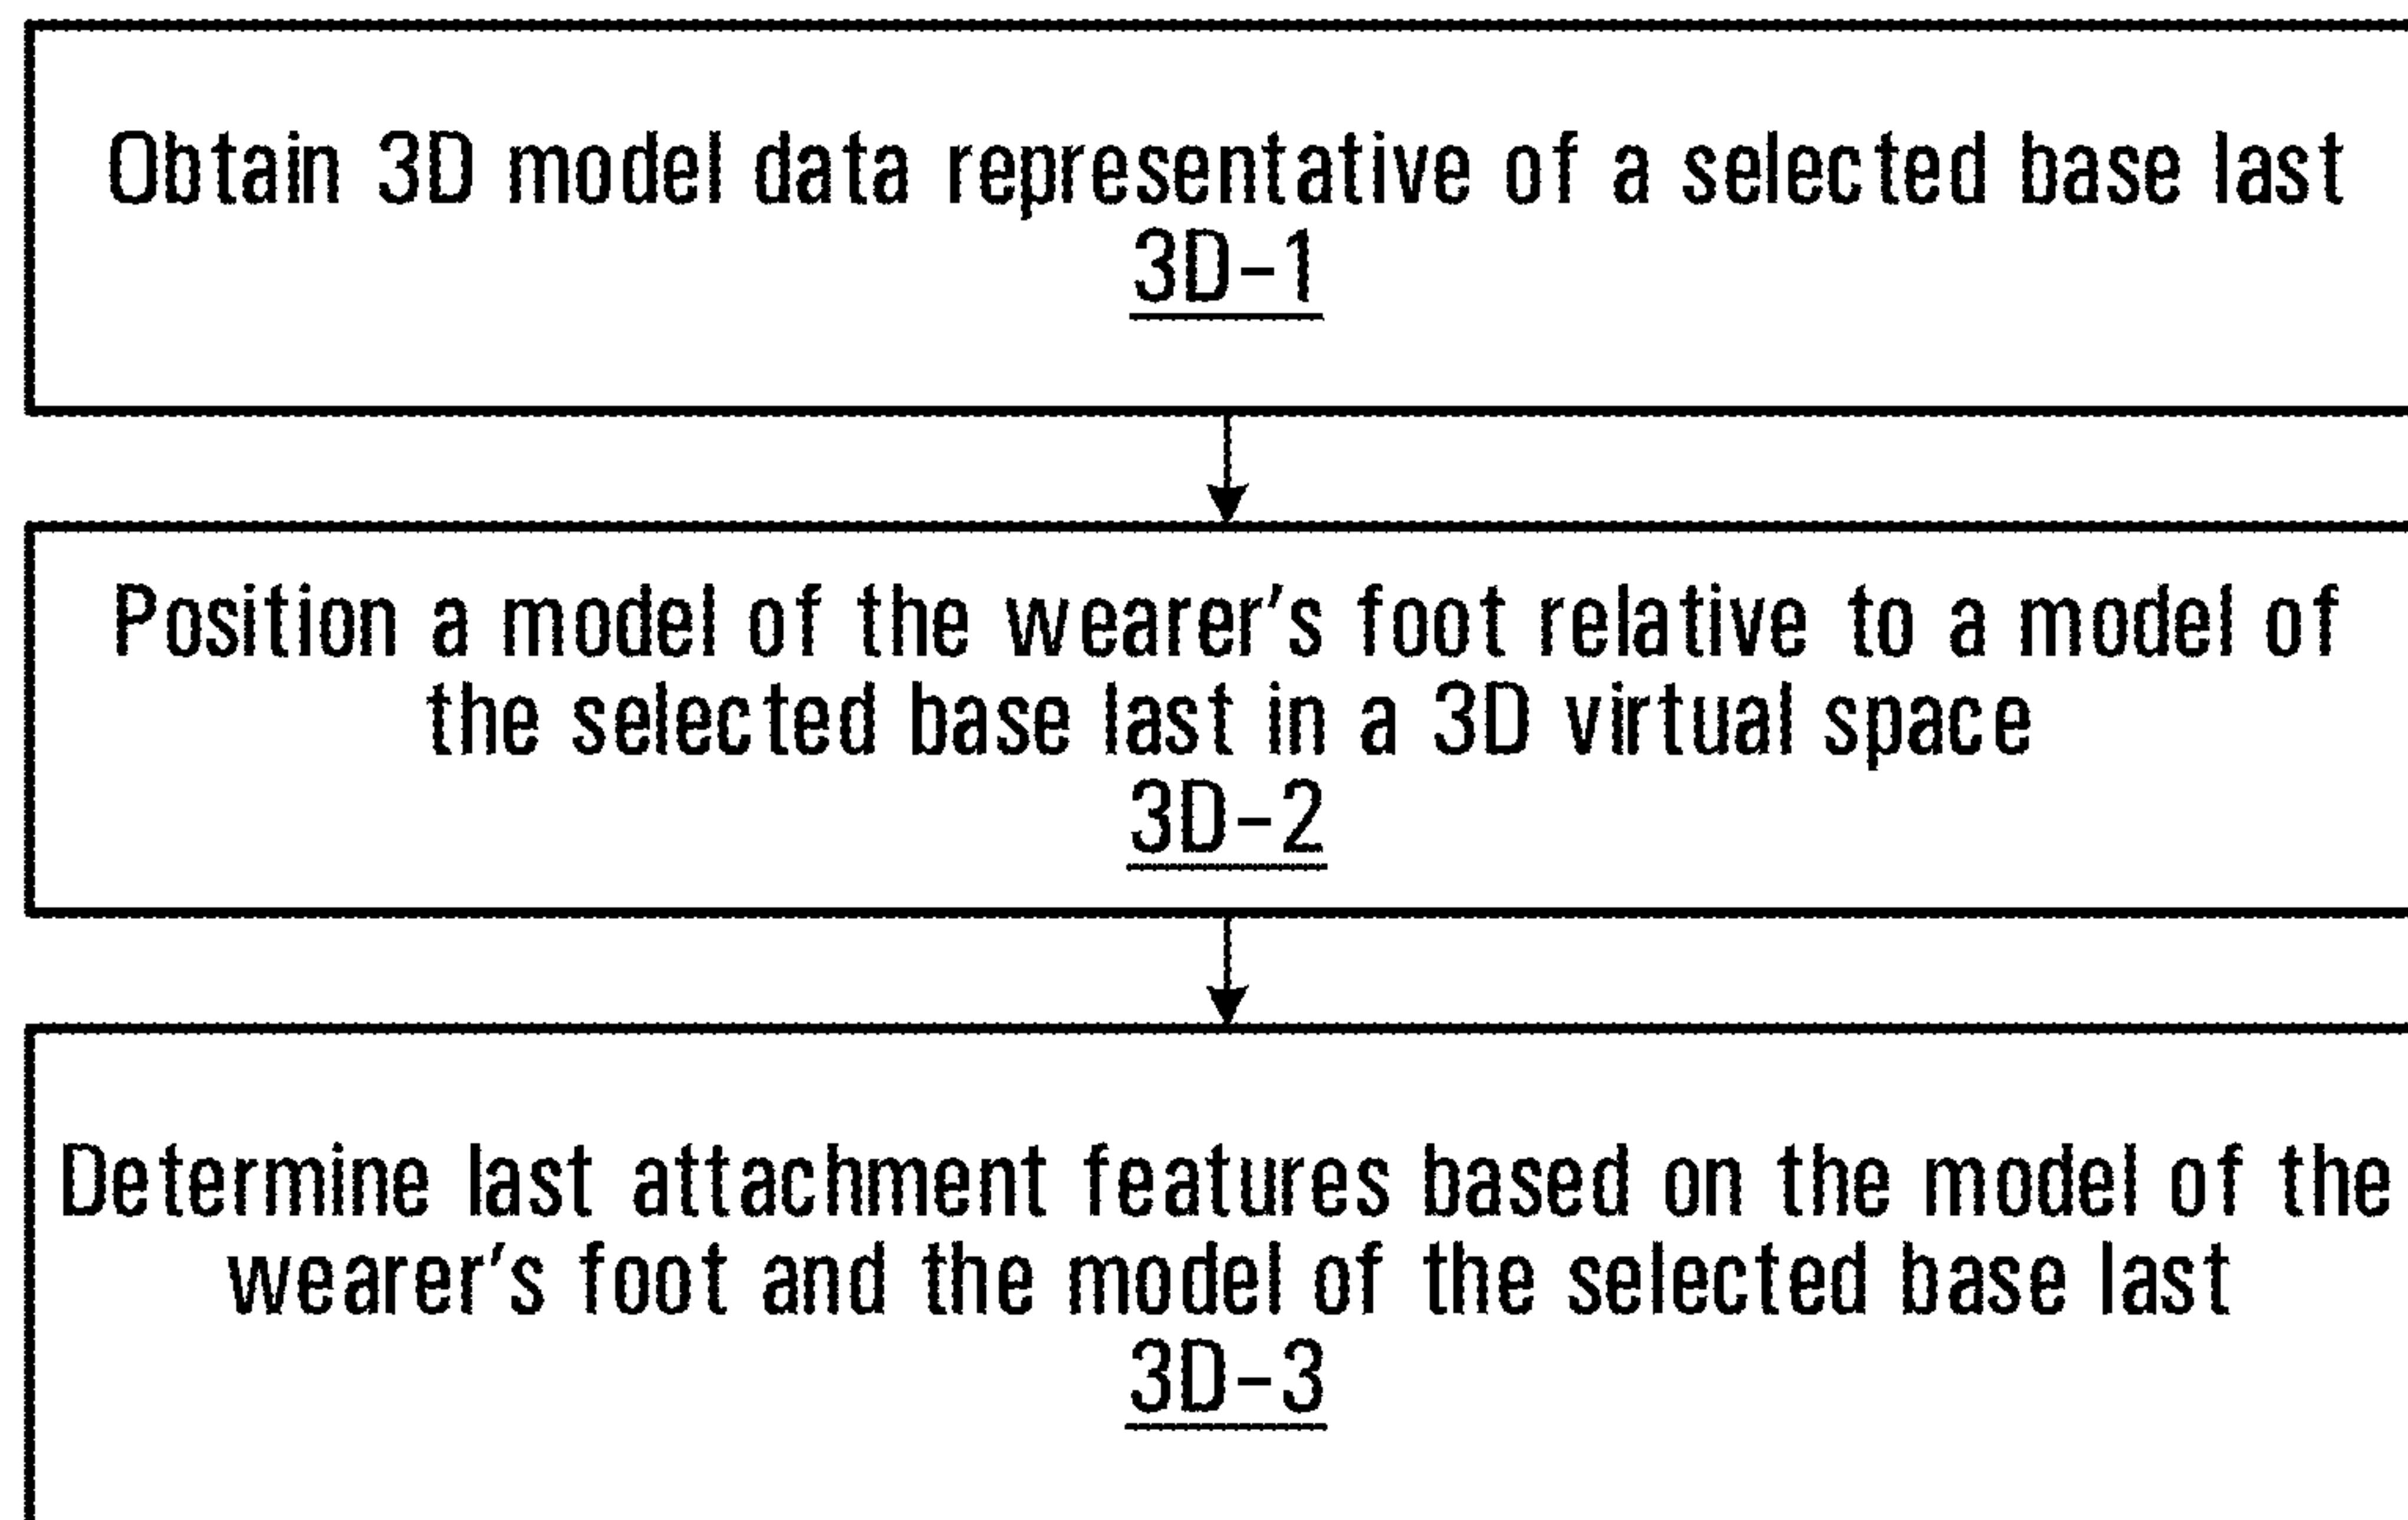 Obtain 3D model data representative of a selected base last
3D-1
Position a model of the wearer’s foot relative to a model of
the selected base last in a 3D virtual space
3D-2
Determine last attachment features based on the model of the
wearer’s foot and the model of the selected base last
3D-3